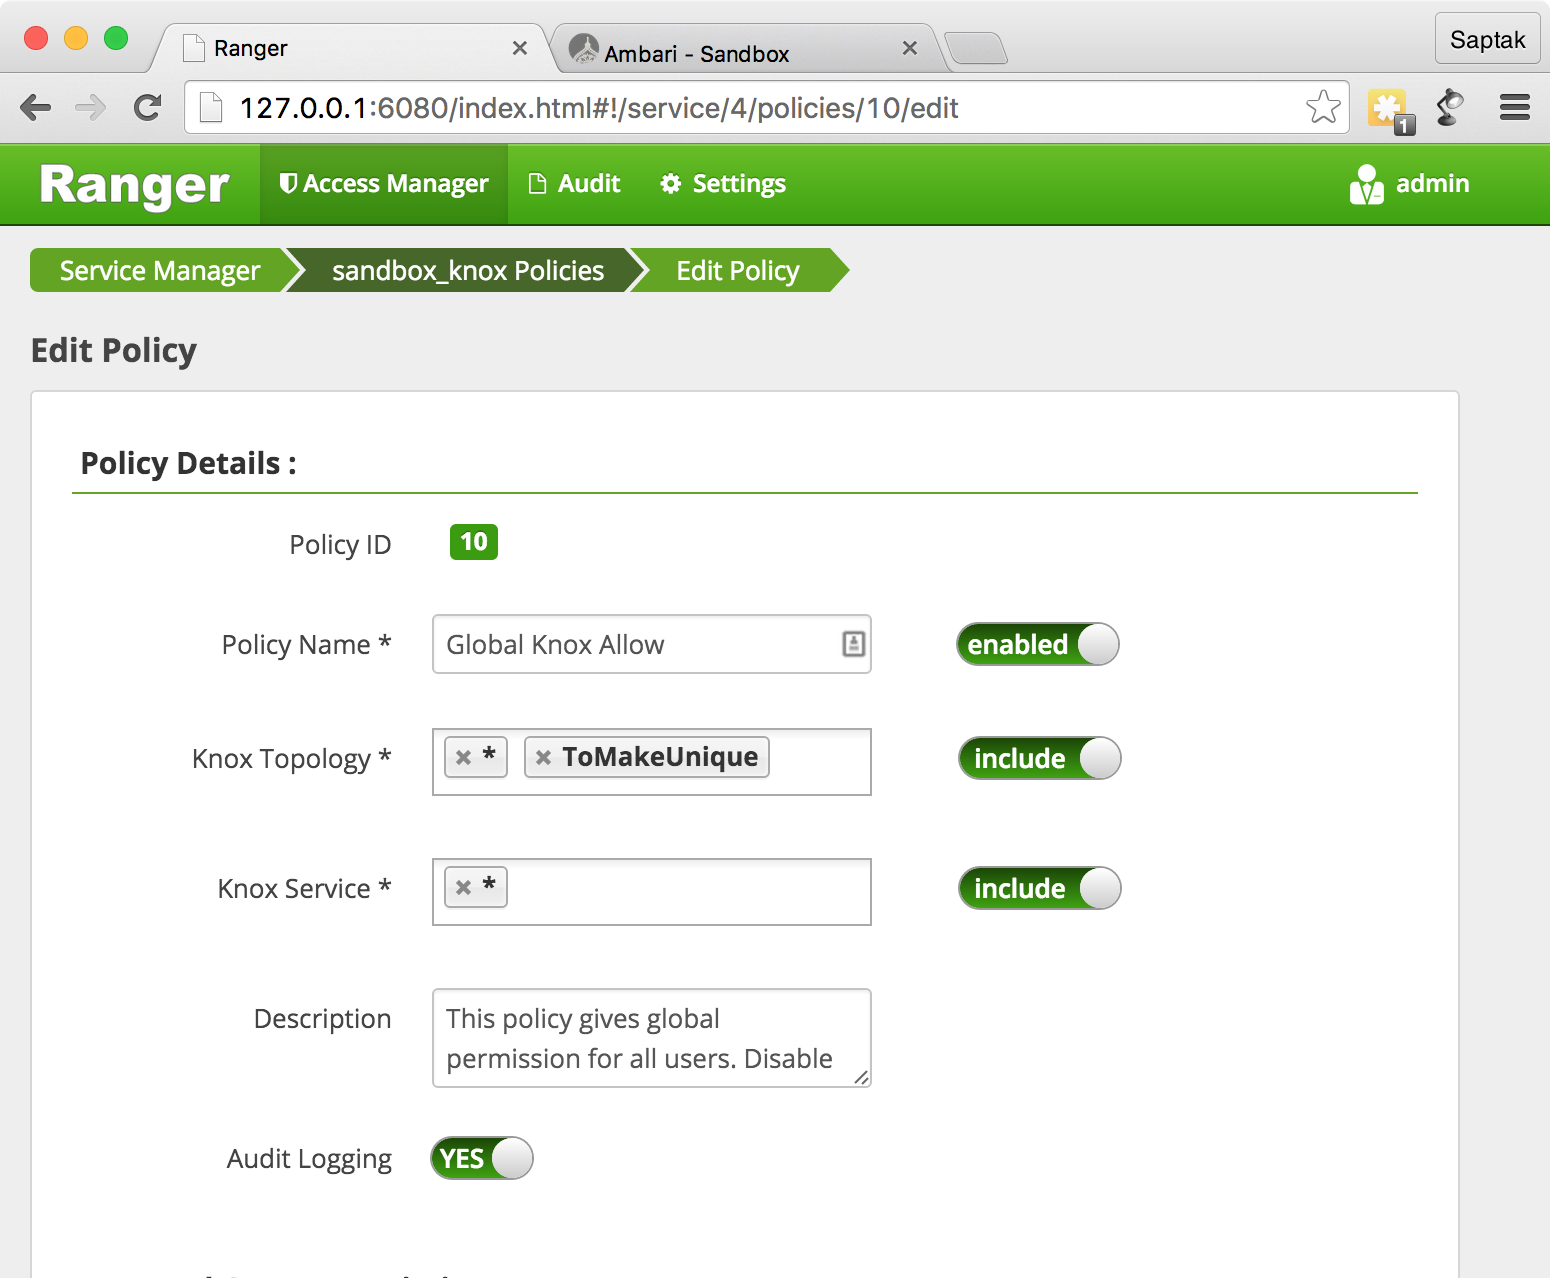 Ranger
Ambari - Sandbox
Saptak
127.0.0.1:6080/index.html#!/service/4/policies/10/edit
1
Ranger
Access Manager
Audit
Settings
admin
Service Manager
sandbox_knox Policies
Edit Policy
Edit Policy
Policy Details :
Policy ID
10
Policy Name *
Global Knox Allow
enabled
Knox Topology *
*
ToMakeUnique
include
Knox Service *
*
include
Description
This policy gives global
permission for all users. Disable
Audit Logging
YES